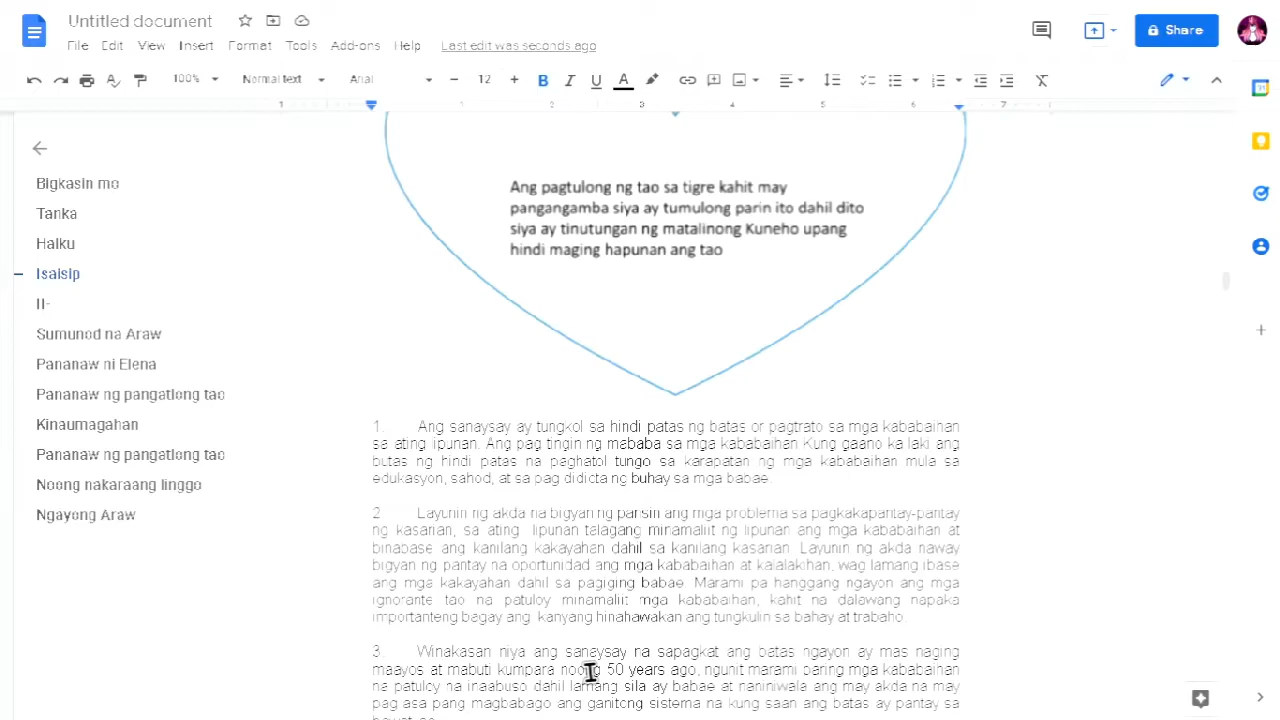 Untitled document
File Edit View Insert Format Tools Add-ons Help Last edit was seconds ago
Share
100% Normal text Arial 12 B I U A
1 1 2 3 4 5 6 7
Ang pagtulong ng tao sa tigre kahit may
pangangamba siya ay tumulong parin ito dahil dito
siya ay tinutungan ng matalinong Kuneho upang
hindi maging hapunan ang tao
Bigkasin mo
Tanka
Haiku
Isaisip
II-
Sumunod na Araw
Pananaw ni Elena
Pananaw ng pangatlong tao
Kinaumagahan
Pananaw ng pangatlong tao
Noong nakaraang linggo
Ngayong Araw
1. Ang sanaysay ay tungkol sa hindi patas ng batas or pagtrato sa mga kababaihan
sa ating lipunan. Ang pag tingin ng mababa sa mga kababaihan Kung gaano ka laki ang
butas ng hindi patas na paghatol tungo sa karapatan ng mga kababaihan mula sa
edukasyon, sahod, at sa pag didicta ng buhay sa mga babae.
2 Layunin ng akda na bigyan ng pansin ang mga problema sa pagkakapantay-pantay
ng kasarian, sa ating lipunan talagang minamaliit ng lipunan ang mga kababaihan at
binabase ang kanilang kakayahan dahil sa kanilang kasarian. Layunin ng akda naway
bigyan ng pantay na oportunidad ang mga kababaihan at kalalakihan, wag lamang ibase
ang mga kakayahan dahil sa pagiging babae. Marami pa hanggang ngayon ang mga
ignorante tao na patuloy minamaliit mga kababaihan, kahit na dalawang napaka
importanteng bagay ang kanyang hinahawakan ang tungkulin sa bahay at trabaho.
3 Winakasan niya ang sanaysay na sapagkat ang batas ngayon ay mas naging
maayos at mabuti kumpara noong 50 years ago, ngunit marami paring mga kababaihan
na patuloy na inaabuso dahil lamang sila ay babae at naniniwala ang may akda na may
pag asa pang mababago ang ganitong sistema na kung saan ang batas ay pantay sa